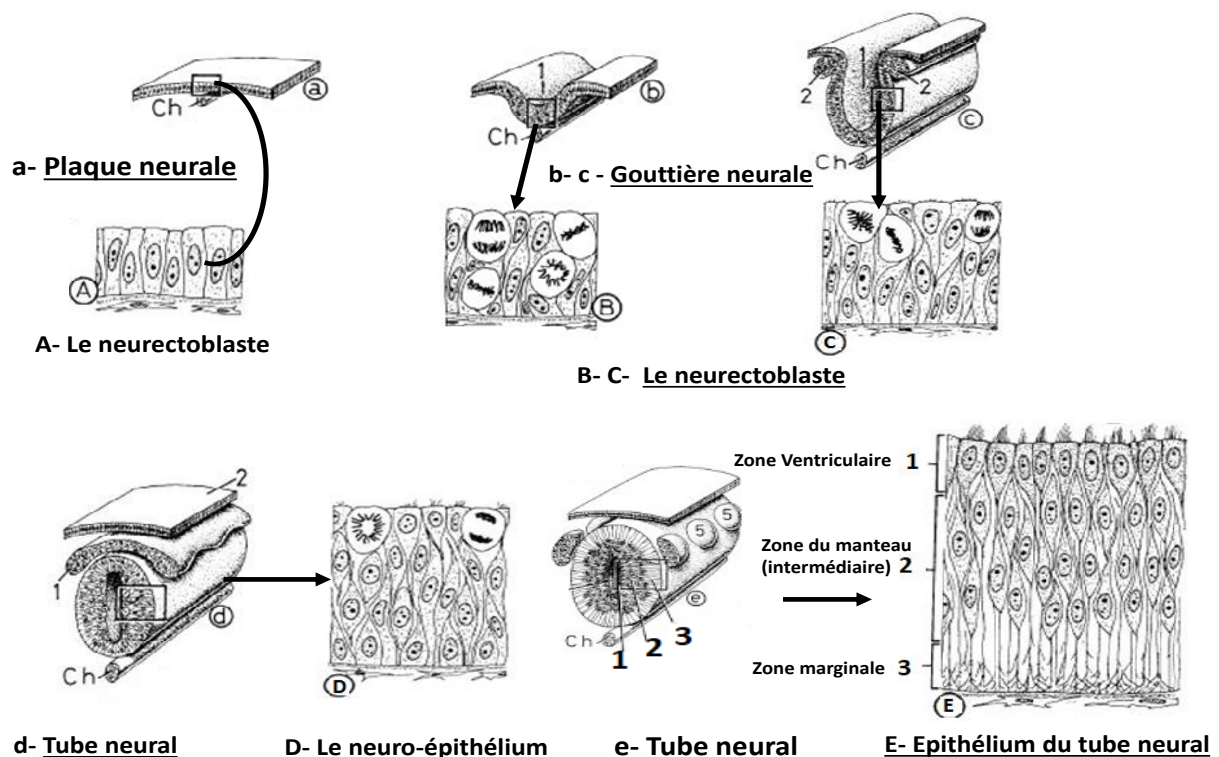 Ch
a
a- Plaque neurale
A
A- Le neurectoblaste
1
b
Ch
b- c - Gouttière neurale
1
2
2
c
Ch
B
C
B- C- Le neurectoblaste
2
1
d
Ch
D
5
5
e
Ch
1
2
3
Zone Ventriculaire 1
Zone du manteau
(intermédiaire) 2
Zone marginale 3
E
d- Tube neural
D- Le neuro-épithélium
e- Tube neural
E- Epithélium du tube neural